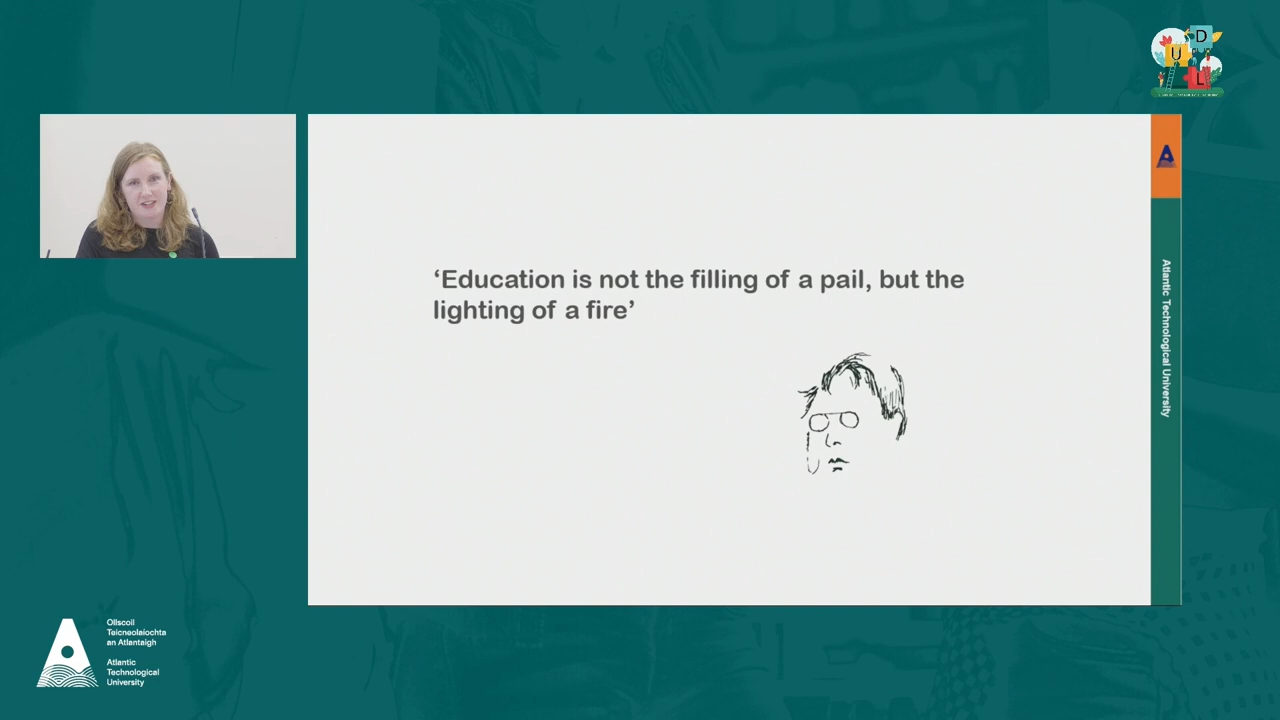 D
U
L
‘Education is not the filling of a pail, but the
lighting of a fire’
A
Atlantic Technological University
Ollscoil
Teicneolaíochta
an Atlantaigh
Atlantic
Technological
University